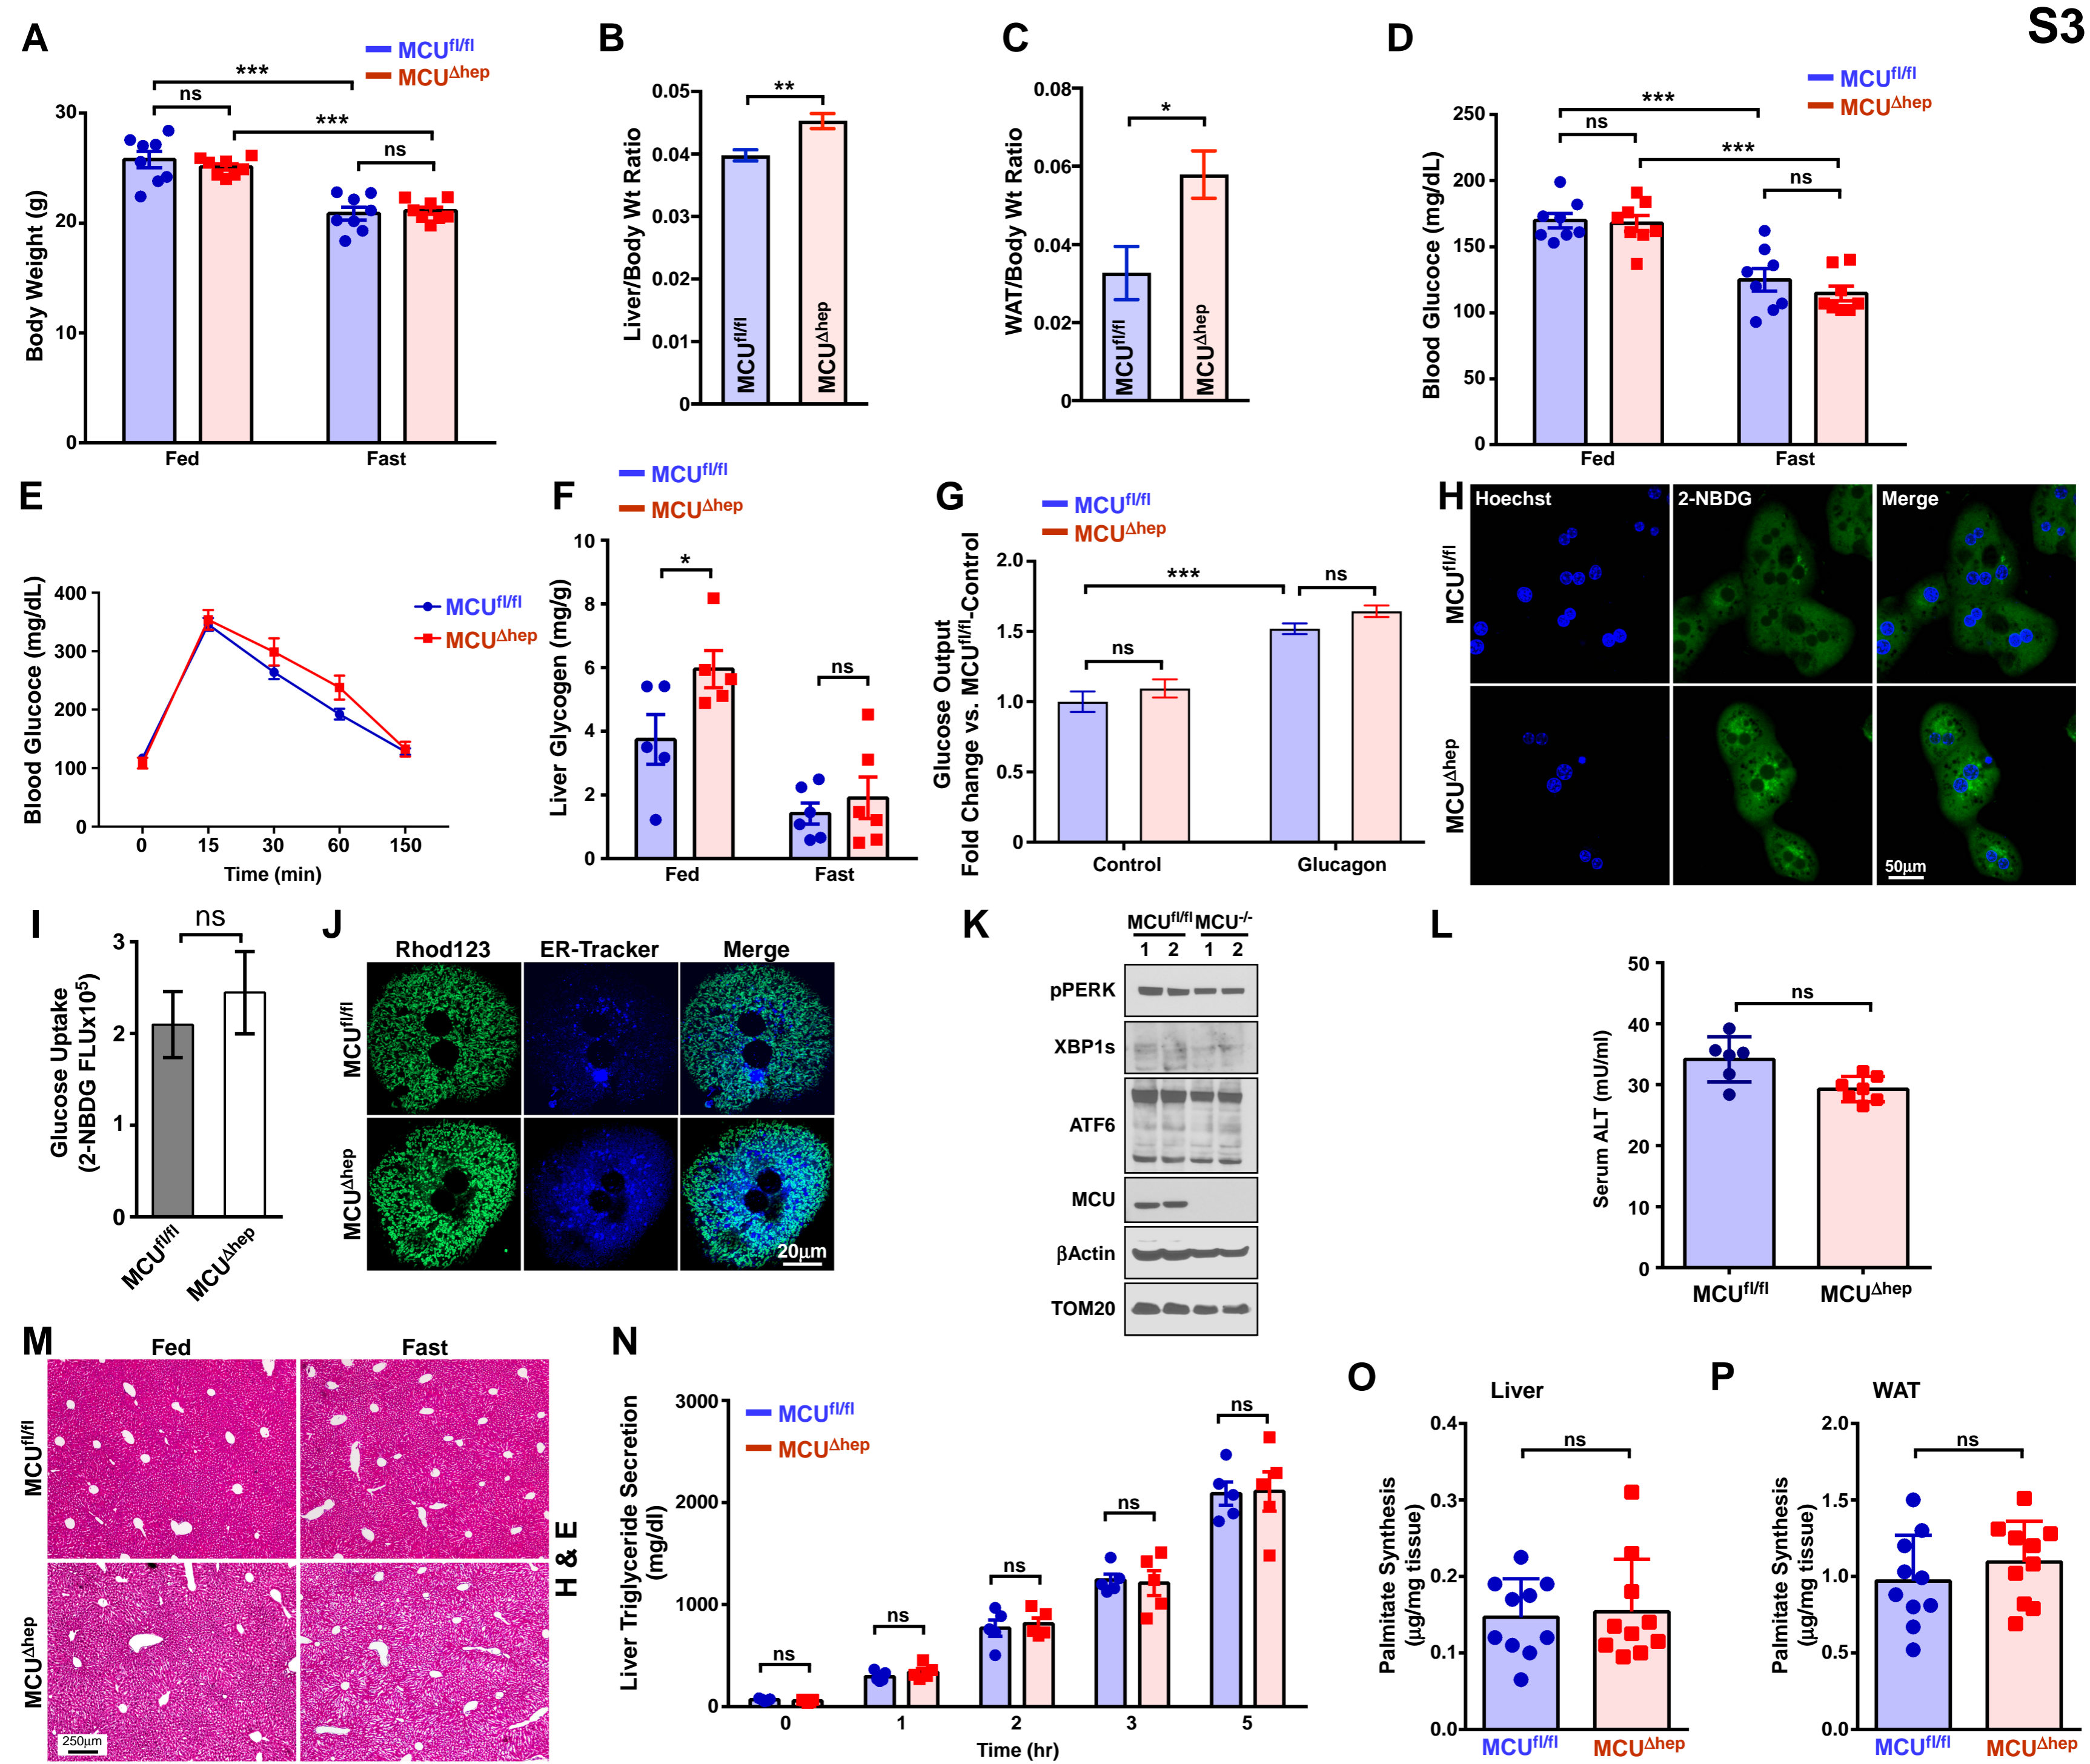 S3
A
MCUfl/fl
MCUΔhep
***
ns
***
ns
Body Weight (g)
30
20
10
0
Fed
Fast
B
**
Liver/Body Wt Ratio
0.05
0.04
0.03
0.02
0.01
0
MCUfl/fl
MCUΔhep
C
*
WAT/Body Wt Ratio
0.08
0.06
0.04
0.02
0
MCUfl/fl
MCUΔhep
D
MCUfl/fl
MCUΔhep
***
ns
***
ns
Blood Glucoce (mg/dL)
250
200
150
100
50
0
Fed
Fast
E
Blood Glucoce (mg/dL)
400
300
200
100
0
MCUfl/fl
MCUΔhep
0
15
30
60
150
Time (min)
F
MCUfl/fl
MCUΔhep
*
ns
Liver Glycogen (mg/g)
10
8
6
4
2
0
Fed
Fast
G
MCUfl/fl
MCUΔhep
***
ns
ns
Glucose Output
Fold Change vs. MCUfl/fl-Control
2.0
1.5
1.0
0.5
0
Control
Glucagon
H
Hoechst
2-NBDG
Merge
MCUfl/fl
MCUΔhep
50µm
I
ns
Glucose Uptake
(2-NBDG FLUx10⁵)
3
2
1
0
MCUfl/fl
MCUΔhep
J
Rhod123
ER-Tracker
Merge
MCUfl/fl
MCUΔhep
20µm
K
MCUfl/fl MCU-/-
1 2 1 2
pPERK
XBP1s
ATF6
MCU
βActin
TOM20
L
ns
Serum ALT (mU/ml)
50
40
30
20
10
0
MCUfl/fl
MCUΔhep
M
Fed
Fast
MCUfl/fl
MCUΔhep
H & E
250µm
N
MCUfl/fl
MCUΔhep
Liver Triglyceride Secretion
(mg/dl)
3000
2000
1000
0
ns
ns
ns
ns
ns
0
1
2
3
5
Time (hr)
O
Liver
ns
Palmitate Synthesis
(µg/mg tissue)
0.4
0.3
0.2
0.1
0.0
MCUfl/fl
MCUΔhep
P
WAT
ns
Palmitate Synthesis
(µg/mg tissue)
2.0
1.5
1.0
0.5
0.0
MCUfl/fl
MCUΔhep